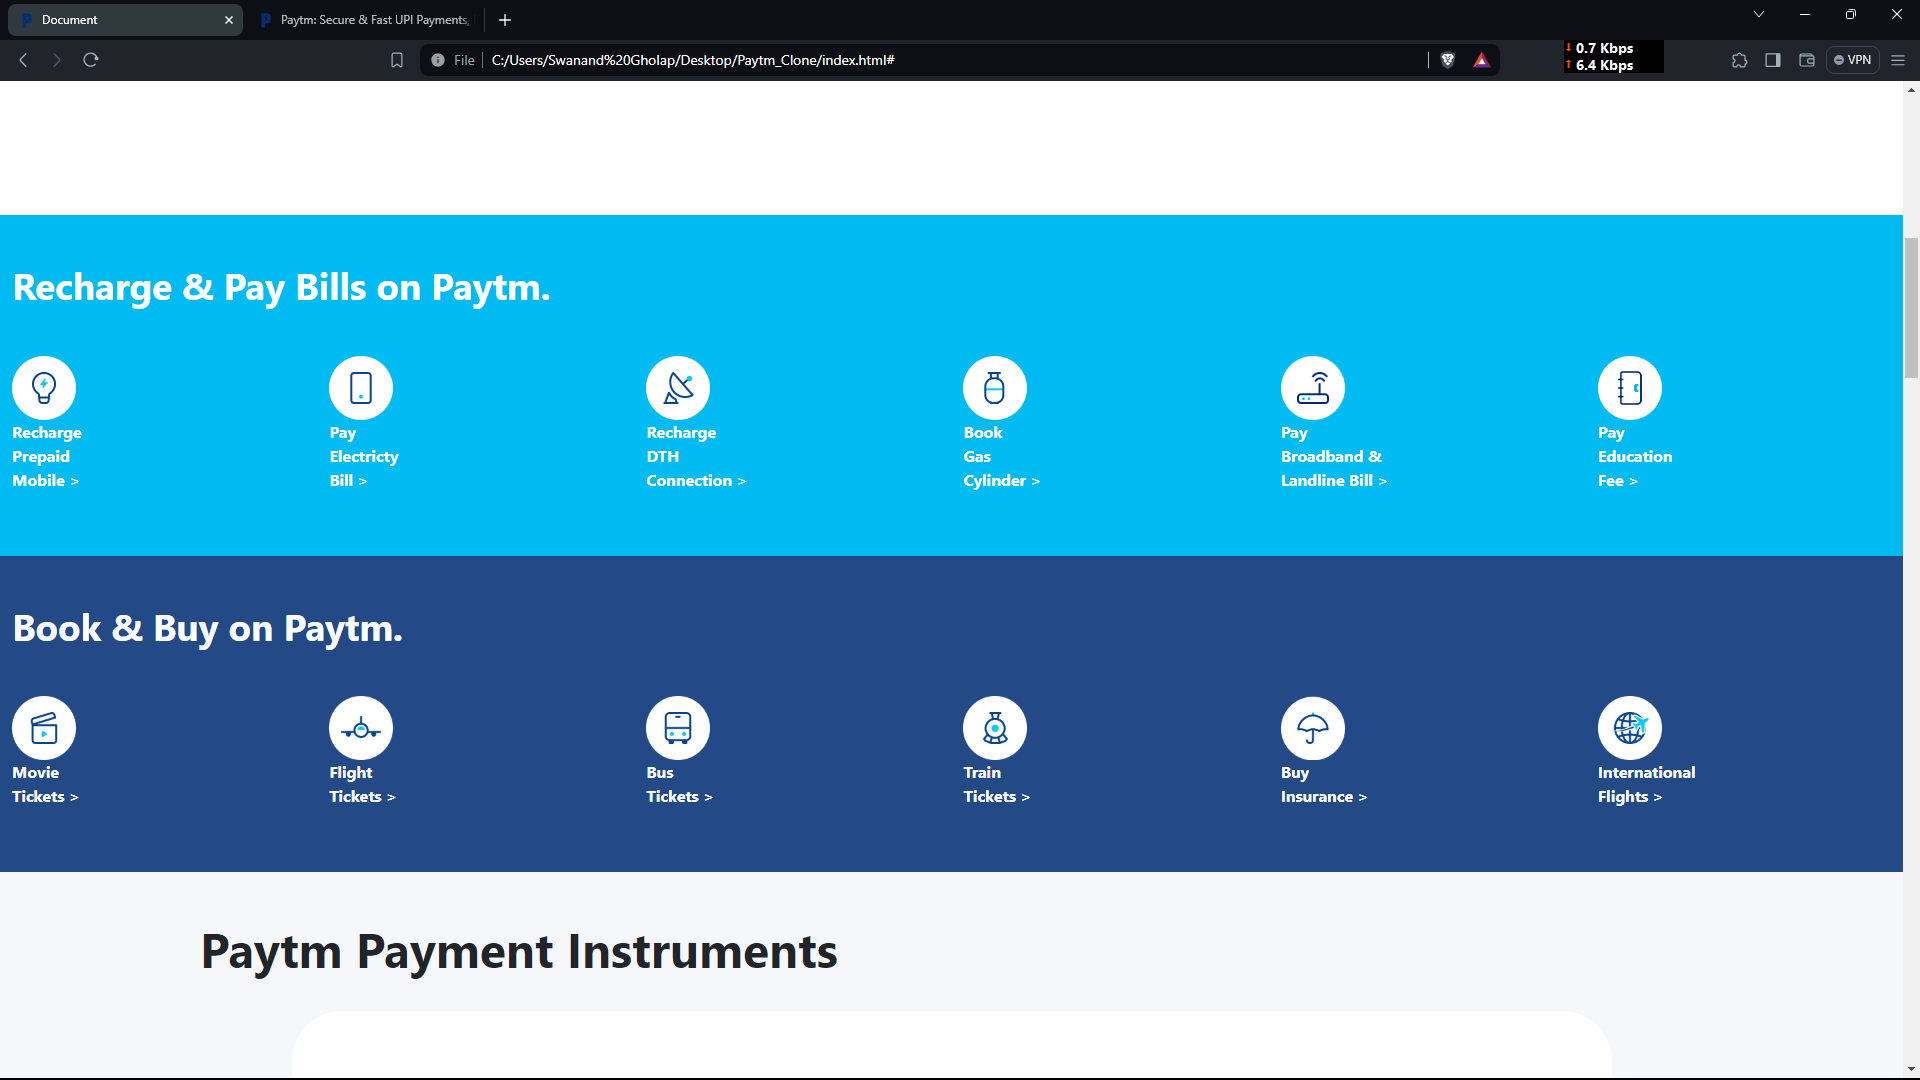 Document
Paytm: Secure & Fast UPI Payments,
File
C:/Users/Swanand%20Gholap/Desktop/Paytm_Clone/index.html#
0.7 Kbps
6.4 Kbps
VPN
Recharge & Pay Bills on Paytm.
Recharge
Prepaid
Mobile >
Pay
Electricty
Bill >
Recharge
DTH
Connection >
Book
Gas
Cylinder >
Pay
Broadband &
Landline Bill >
Pay
Education
Fee >
Book & Buy on Paytm.
Movie
Tickets >
Flight
Tickets >
Bus
Tickets >
Train
Tickets >
Buy
Insurance >
International
Flights >
Paytm Payment Instruments